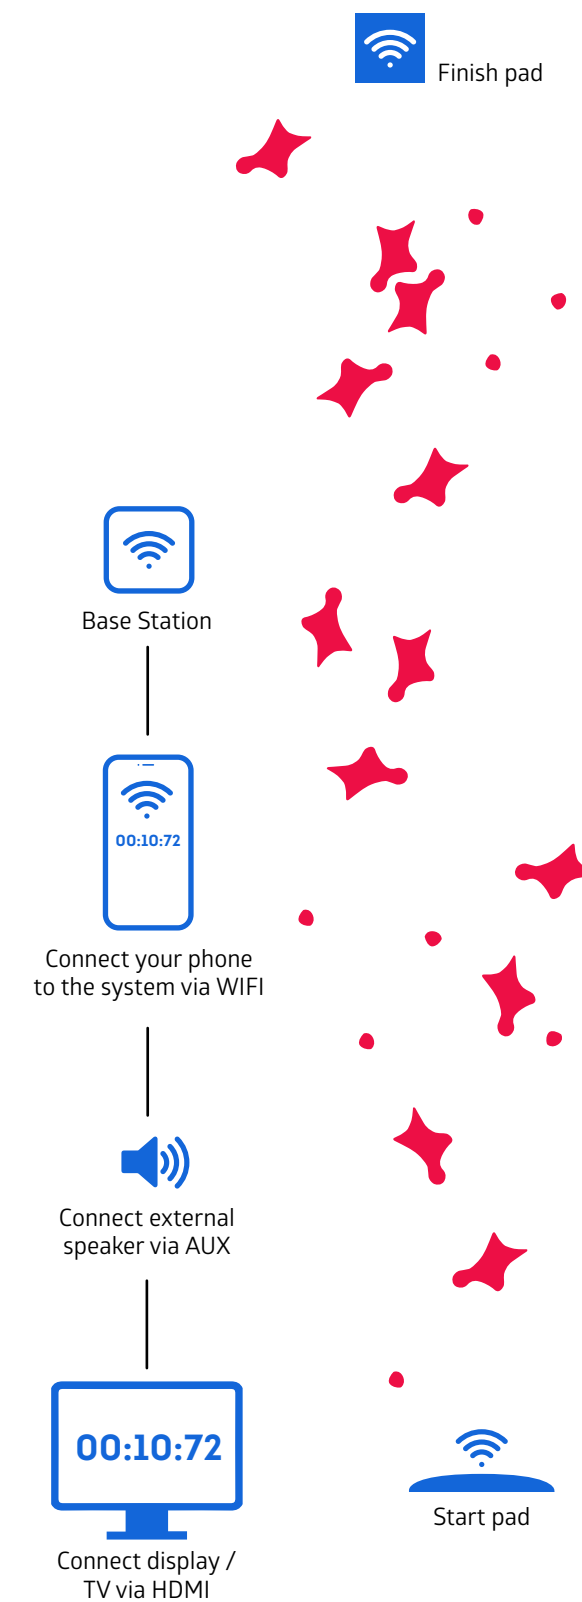 Finish pad
Base Station
00:10:72
Connect your phone
to the system via WIFI
Connect external
speaker via AUX
00:10:72
Start pad
Connect display /
TV via HDMI